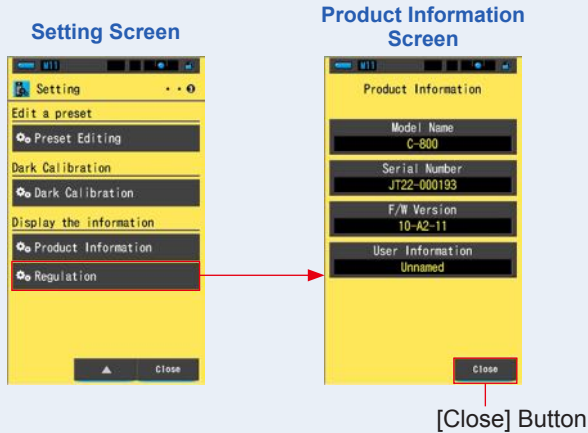 Setting Screen
M11
Setting
Edit a preset
Preset Editing
Dark Calibration
Dark Calibration
Display the information
Product Information
Regulation
▲ Close
Product Information
Screen
M11
Product Information
Model Name
C-800
Serial Number
JT22-000193
F/W Version
10-A2-11
User Information
Unnamed
Close
[Close] Button